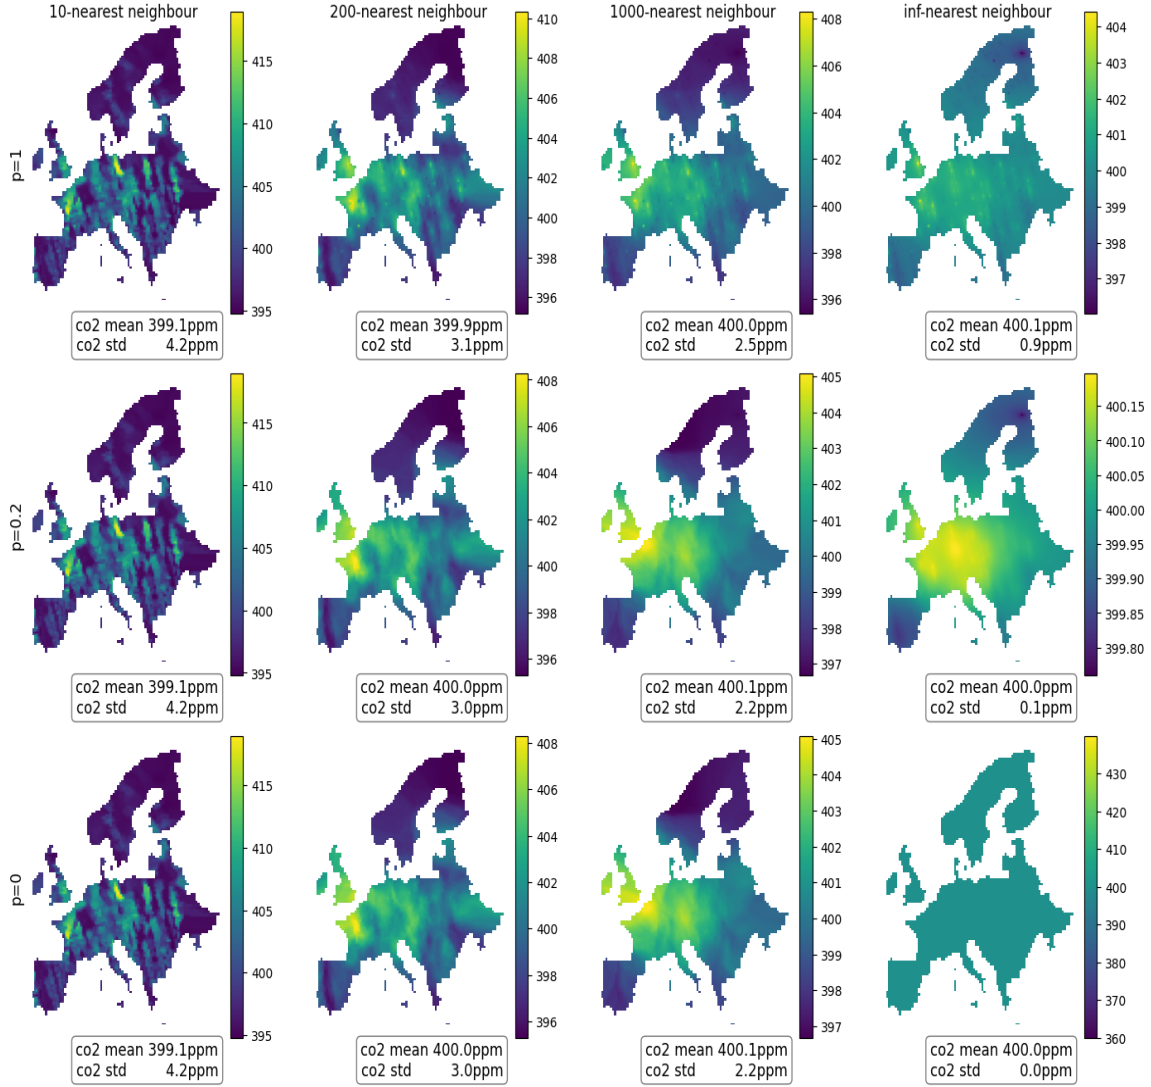 10-nearest neighbour
200-nearest neighbour
1000-nearest neighbour
inf-nearest neighbour
p=1
415
410
405
400
395
410
408
406
404
402
400
398
396
408
406
404
402
400
398
396
404
403
402
401
400
399
398
397
co2 mean 399.1ppm
co2 std 4.2ppm
co2 mean 399.9ppm
co2 std 3.1ppm
co2 mean 400.0ppm
co2 std 2.5ppm
co2 mean 400.1ppm
co2 std 0.9ppm
p=0.2
415
410
405
400
395
408
406
404
402
400
398
396
405
404
403
402
401
400
399
398
397
400.15
400.10
400.05
400.00
399.95
399.90
399.85
399.80
co2 mean 399.1ppm
co2 std 4.2ppm
co2 mean 400.0ppm
co2 std 3.0ppm
co2 mean 400.1ppm
co2 std 2.2ppm
co2 mean 400.0ppm
co2 std 0.1ppm
p=0
415
410
405
400
395
408
406
404
402
400
398
396
405
404
403
402
401
400
399
398
397
430
420
410
400
390
380
370
360
co2 mean 399.1ppm
co2 std 4.2ppm
co2 mean 400.0ppm
co2 std 3.0ppm
co2 mean 400.1ppm
co2 std 2.2ppm
co2 mean 400.0ppm
co2 std 0.0ppm